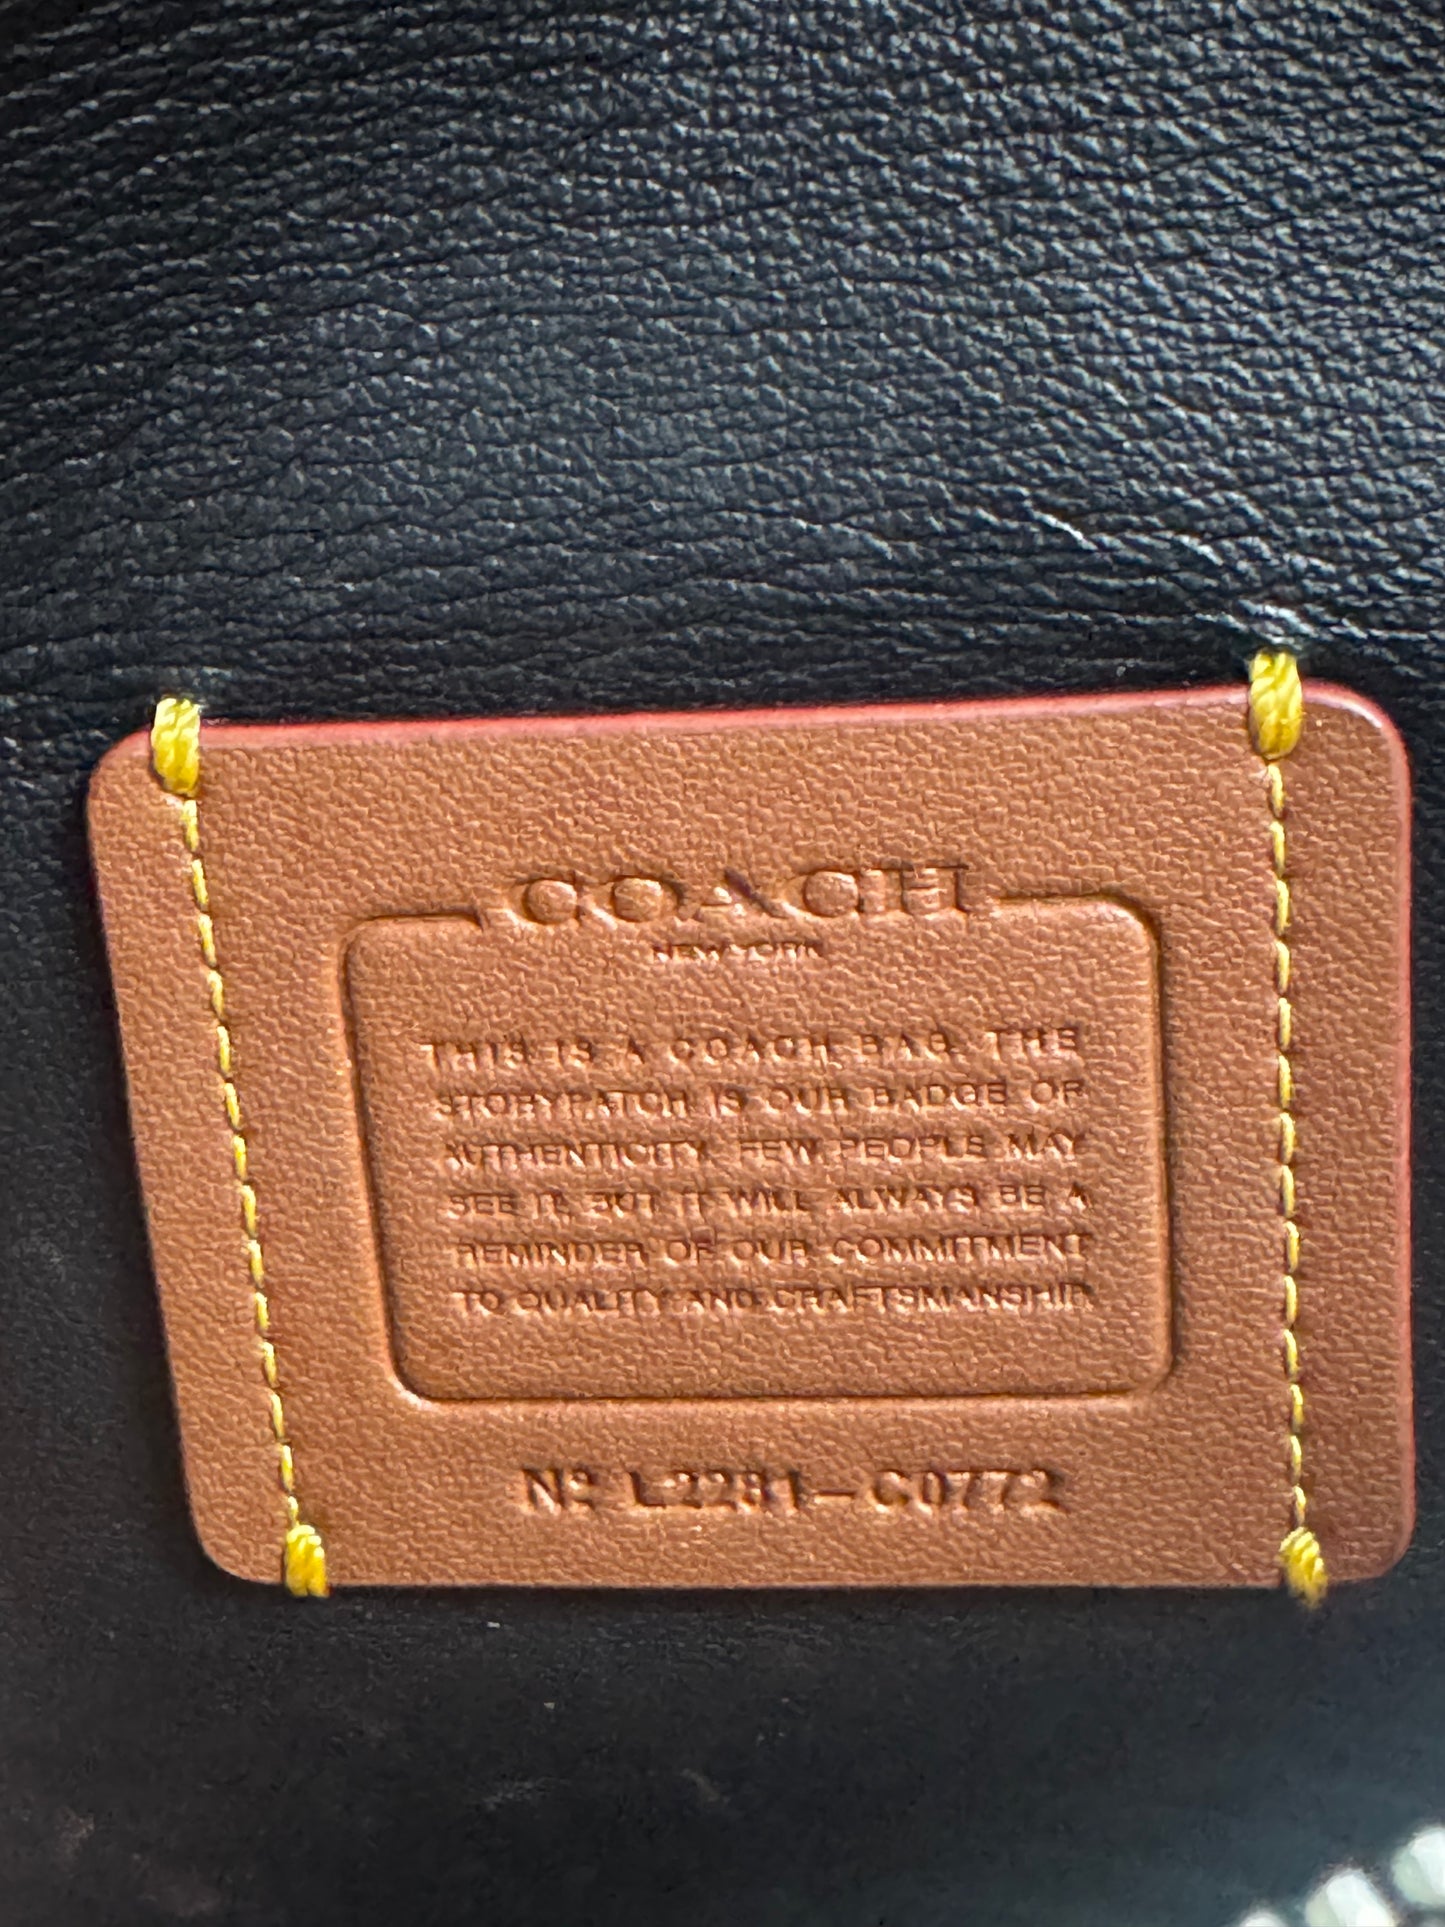 COACH
NEW YORK
THIS IS A COACH BAG. THE
STORYPATCH IS OUR BADGE OF
AUTHENTICITY. FEW PEOPLE MAY
SEE IT, BUT IT WILL ALWAYS BE A
REMINDER OF OUR COMMITMENT
TO QUALITY AND CRAFTSMANSHIP.
Nº L2281-C0772